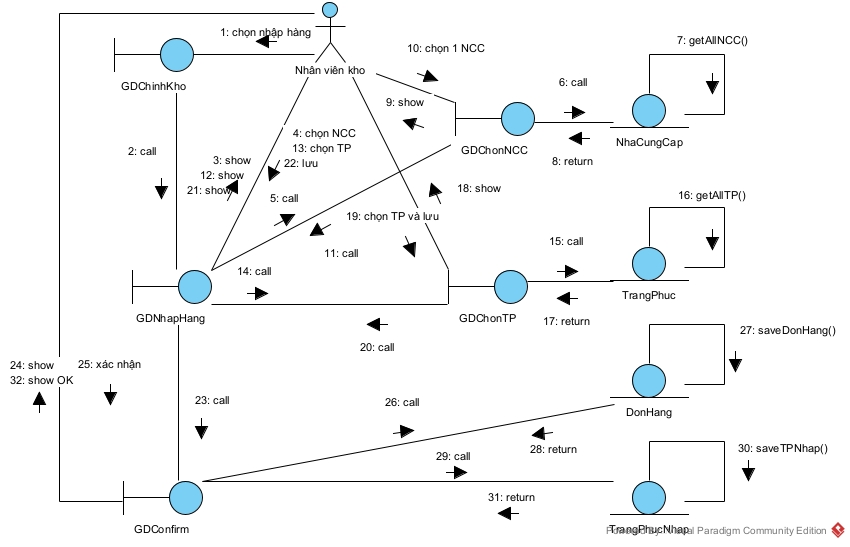 1: chọn nhập hàng
7: getAllNCC()
10: chọn 1 NCC
Nhân viên kho
GDChinhKho
6: call
9: show
4: chọn NCC
13: chọn TP
22: lưu
NhaCungCap
2: call
3: show
12: show
21: show
GDChonNCC
8: return
18: show
16: getAllTP()
5: call
19: chọn TP và lưu
15: call
11: call
14: call
TrangPhuc
GDNhapHang
GDChonTP
17: return
27: saveDonHang()
20: call
24: show
32: show OK
25: xác nhận
23: call
26: call
DonHang
28: return
30: saveTPNhap()
29: call
31: return
GDConfirm
TrangPhucNhap
Powered By Visual Paradigm Community Edition